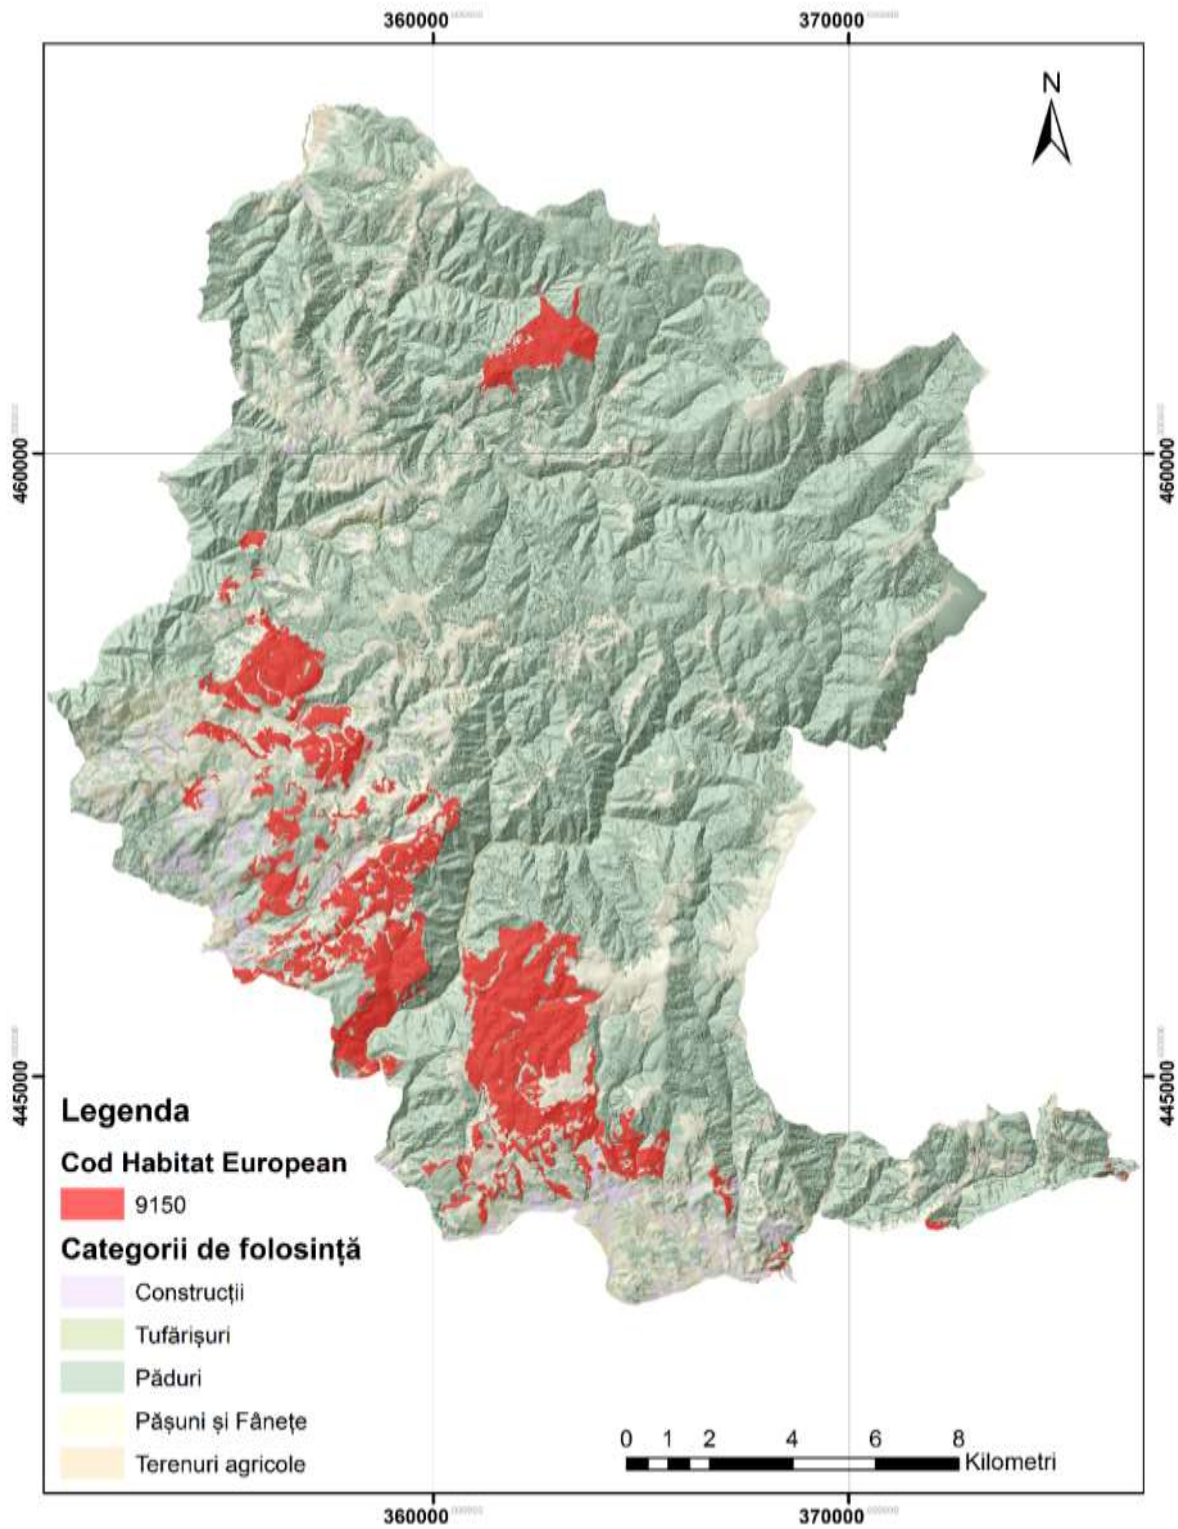 360000 370000
N
460000
460000
445000
445000
Legenda
Cod Habitat European
9150
Categorii de folosință
Construcții
Tufărișuri
Păduri
Pășuni și Fânețe
Terenuri agricole
0 1 2 4 6 8
Kilometri
360000 370000